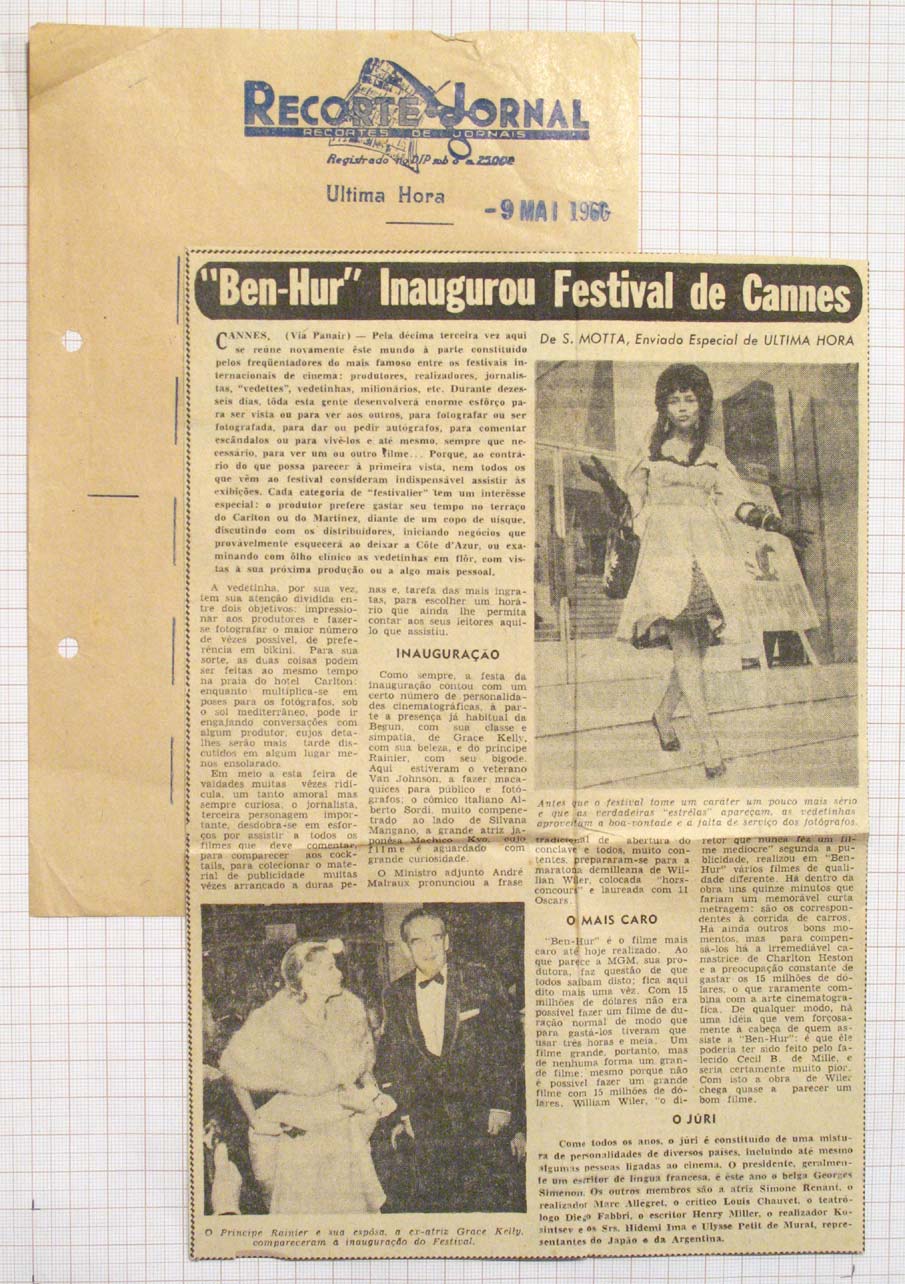 RECORTE JORNAL
RECORTES DE JORNAIS
Registrado no DIP sob o n. 25.002
Ultima Hora
-9 MAI 1960
"Ben-Hur" Inaugurou Festival de Cannes
De S. MOTTA, Enviado Especial de ULTIMA HORA
CANNES, (Via Panair) — Pela décima terceira vez aqui
se reúne novamente êste mundo à parte constituído
pelos freqüentadores do mais famoso entre os festivais in-
ternacionais de cinema: produtores, realizadores, jornalis-
tas, "vedettes", vedetinhas, milionários, etc. Durante dezes-
seis dias, tôda esta gente desenvolverá enorme esfôrço pa-
ra ser vista ou para ver aos outros, para fotografar ou ser
fotografada, para dar ou pedir autógrafos, para comentar
escândalos ou para vivê-los e até mesmo, sempre que ne-
cessário, para ver um ou outro filme... Porque, ao contrá-
rio do que possa parecer à primeira vista, nem todos os
que vêm ao festival consideram indispensável assistir às
exibições. Cada categoria de "festivalier" tem um interêsse
especial: o produtor prefere gastar seu tempo no terraço
do Carlton ou do Martinez, diante de um copo de uísque,
discutindo com os distribuidores, iniciando negócios que
provàvelmente esquecerá ao deixar a Côte d'Azur, ou exa-
minando com ôlho clínico as vedetinhas em flôr, com vis-
tas à sua próxima produção ou a algo mais pessoal.
A vedetinha, por sua vez,
tem sua atenção dividida en-
tre dois objetivos: impressio-
nar aos produtores e fazer-
se fotografar o maior número
de vêzes possível, de prefe-
rência em bikini. Para sua
sorte, as duas coisas podem
ser feitas ao mesmo tempo
na praia do hotel Carlton:
enquanto multiplica-se em
poses para os fotógrafos, sob
o sol mediterrâneo, pode ir
engajando conversações com
algum produtor, cujos deta-
lhes serão mais tarde dis-
cutidos em algum lugar me-
nos ensolarado.
Em meio a esta feira de
vaidades muitas vêzes ridí-
cula, um tanto amoral mas
sempre curiosa, o jornalista,
terceira personagem impor-
tante, desdobra-se em esfor-
ços por assistir a todos os
filmes que deve comentar,
para comparecer aos cock-
tails, para colecionar o mate-
rial de publicidade muitas
vêzes arrancado a duras pe-
nas e, tarefa das mais ingra-
tas, para escolher um horá-
rio que ainda lhe permita
contar aos seus leitores aqui-
lo que assistiu.
INAUGURAÇÃO
Como sempre, a festa da
inauguração contou com um
certo número de personalida-
des cinematográficas, à par-
te a presença já habitual da
Begun, com sua classe e
simpatia, de Grace Kelly,
com sua beleza, e do príncipe
Rainier, com seu bigode.
Aqui estiveram o veterano
Van Johnson, a fazer maca-
quices para público e fotó-
grafos; o cômico italiano Al-
berto Sordi, muito compene-
trado ao lado de Silvana
Mangano, a grande atriz ja-
ponêsa Machico Kyo, cujo
filme é aguardado com
grande curiosidade.
O Ministro adjunto André
Malraux pronunciou a frase
Antes que o festival tome um caráter um pouco mais sério
e que as verdadeiras "estrêlas" apareçam, as vedetinhas
aproveitam a boa-vontade e a falta de serviço dos fotógrafos.
tradicional de abertura do
conclave e todos, muito con-
tentes, prepararam-se para a
maratona demilleana de Wil-
lian Wiler, colocada "hors-
concours" e laureada com 11
Oscars.
O MAIS CARO
"Ben-Hur" é o filme mais
caro até hoje realizado. Ao
que parece a MGM, sua pro-
dutora, faz questão de que
todos saibam disto; fica aqui
dito mais uma vêz. Com 15
milhões de dólares não era
possível fazer um filme de du-
ração normal de modo que
para gastá-los tiveram que
usar três horas e meia. Um
filme grande, portanto, mas
de nenhuma forma um gran-
de filme; mesmo porque não
é possível fazer um grande
filme com 15 milhões de dó-
lares. William Wiler, "o di-
retor que nunca fêz um fil-
me medíocre" segunda a pu-
blicidade, realizou em "Ben-
Hur" vários filmes de quali-
dade diferente. Há dentro da
obra uns quinze minutos que
fariam um memorável curta
metragem: são os correspon-
dentes à corrida de carros.
Há ainda outros bons mo-
mentos, mas para compen-
sá-los há a irremediável ca-
nastrice de Charlton Heston
e a preocupação constante de
gastar os 15 milhões de dó-
lares, o que raramente com-
bina com a arte cinematográ-
fica. De qualquer modo, há
uma idéia que vem forçosa-
mente à cabeça de quem as-
siste a "Ben-Hur": é que êle
poderia ter sido feito pelo fa-
lecido Cecil B. de Mille, e
seria certamente muito pior.
Com isto a obra de Wiler
chega quase a parecer um
bom filme.
O JÚRI
Come todos os anos, o júri é constituído de uma mistu-
ra de personalidades de diversos países, incluindo até mesmo
algumas pessoas ligadas ao cinema. O presidente, geralmen-
te um escritor de língua francesa, é este ano o belga Georges
Simenon. Os outros membros são a atriz Simone Renant, o
realizador Marc Allegret, o crítico Louis Chauvet, o teatró-
logo Diego Fabbri, o escritor Henry Miller, o realizador Ko-
sintsev e os Srs. Hidemi Ima e Ulysse Petit de Murat, repre-
sentantes do Japão e da Argentina.
O Príncipe Rainier e sua espôsa, a ex-atriz Grace Kelly,
compareceram à inauguração do Festival.